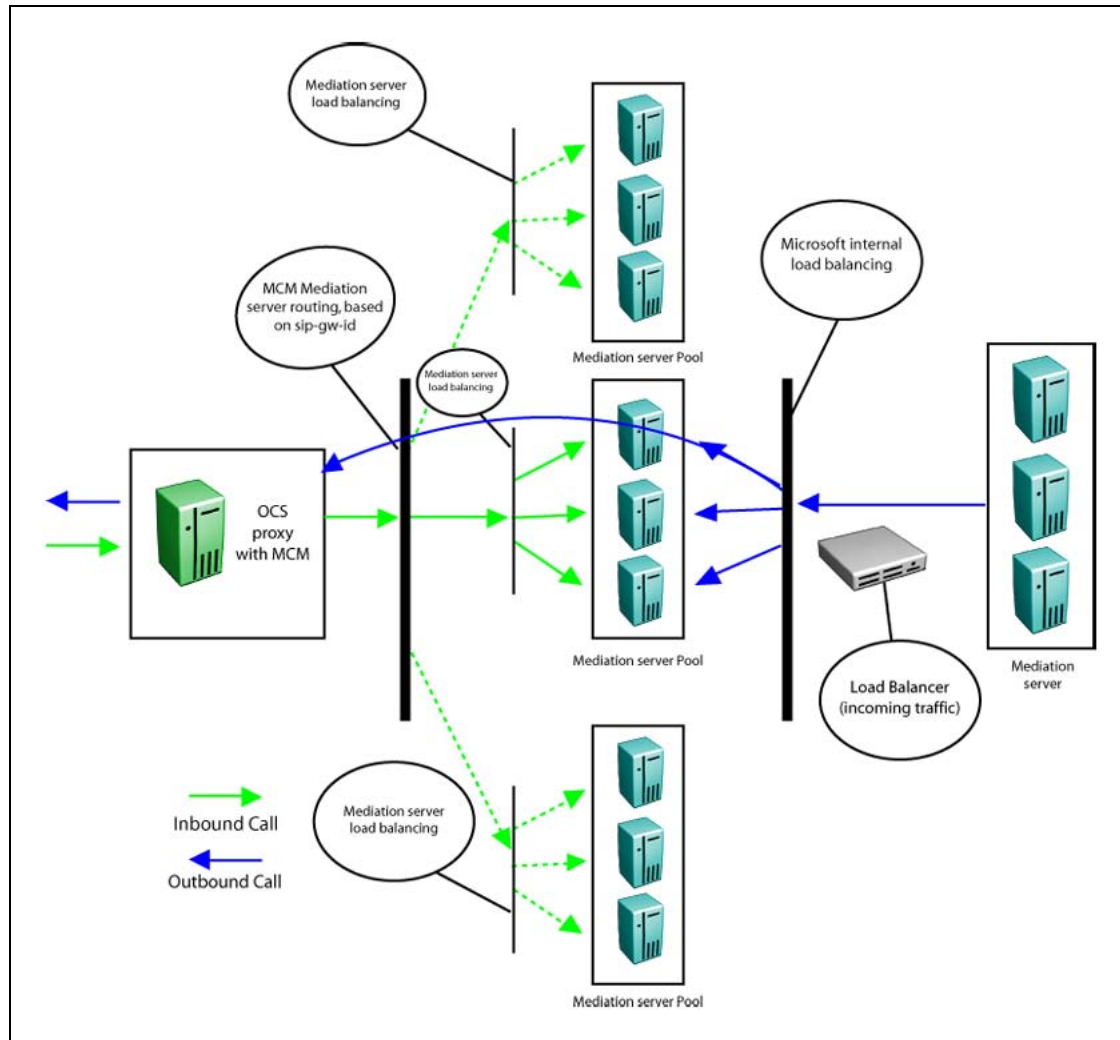 Mediation server
load balancing
Microsoft internal
load balancing
MCM Mediation
server routing, based
on sip-gw-id
Mediation server Pool
Mediation server
load balancing
OCS
proxy
with MCM
Mediation server Pool
Mediation
server
Load Balancer
(incoming traffic)
Mediation server
load balancing
Inbound Call
Outbound Call
Mediation server Pool